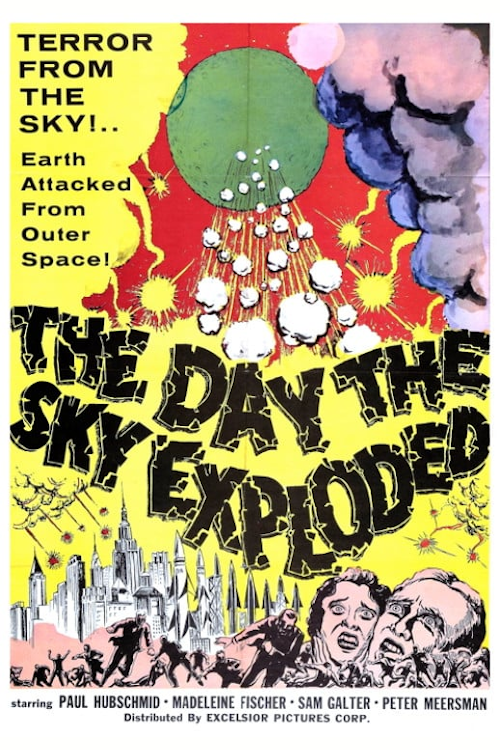 TERROR
FROM
THE
SKY!..
Earth
Attacked
From
Outer
Space!
THE DAY THE
SKY EXPLODED
starring PAUL HUBSCHMID • MADELEINE FISCHER • SAM GALTER • PETER MEERSMAN
Distributed By EXCELSIOR PICTURES CORP.